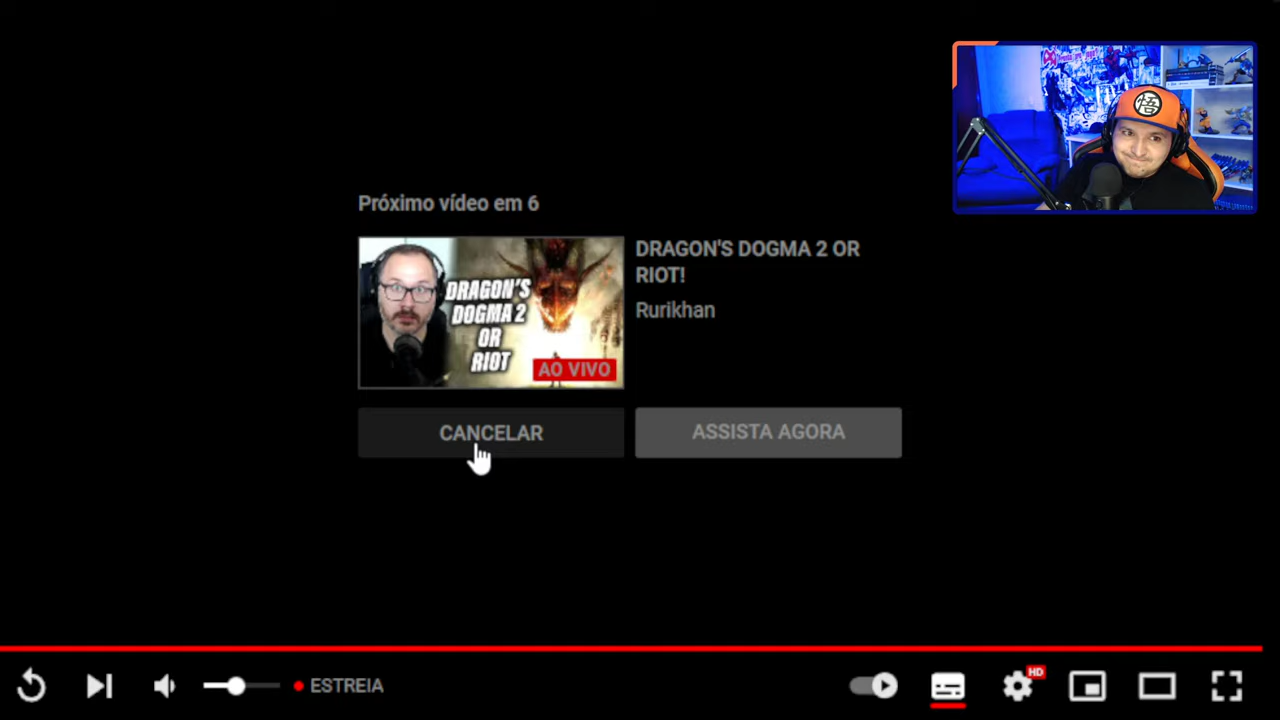 Próximo vídeo em 6
DRAGON'S DOGMA 2 OR
RIOT!
Rurikhan
DRAGON'S
DOGMA 2
OR
RIOT
AO VIVO
CANCELAR
ASSISTA AGORA
ESTREIA
HD
悟